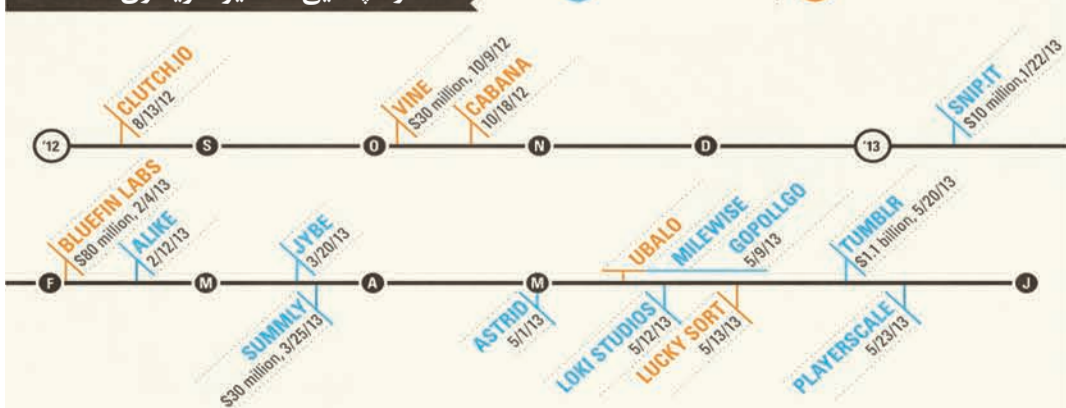 CLUTCH.IO
8/13/12
VINE
$30 million, 10/9/12
CABANA
10/18/12
SNIP.IT
$10 million,1/22/13
'12
S
O
N
D
'13
BLUEFIN LABS
$80 million, 2/4/13
ALIKE
2/12/13
JYBE
3/20/13
UBALO
MILEWISE
GOPOLLGO
5/9/13
TUMBLR
$1.1 billion, 5/20/13
F
M
A
M
J
SUMMLY
$30 million, 3/25/13
ASTRID
5/1/13
LOKI STUDIOS
5/12/13
LUCKY SORT
5/13/13
PLAYERSCALE
5/23/13